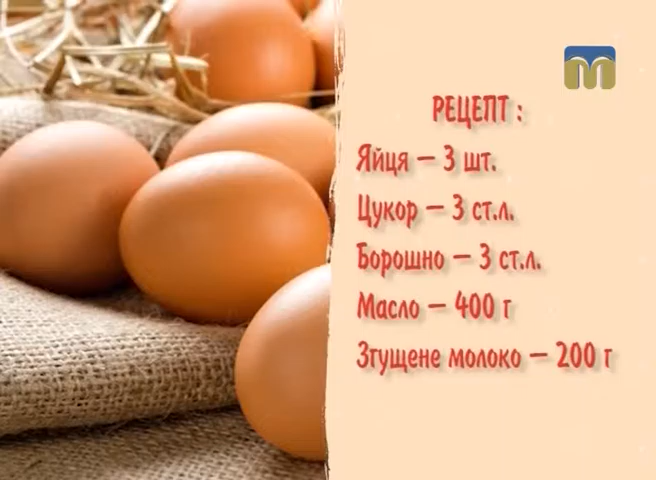 РЕЦЕПТ :
Яйця – 3 шт.
Цукор – 3 ст.л.
Борошно – 3 ст.л.
Масло – 400 г
Згущене молоко – 200 г